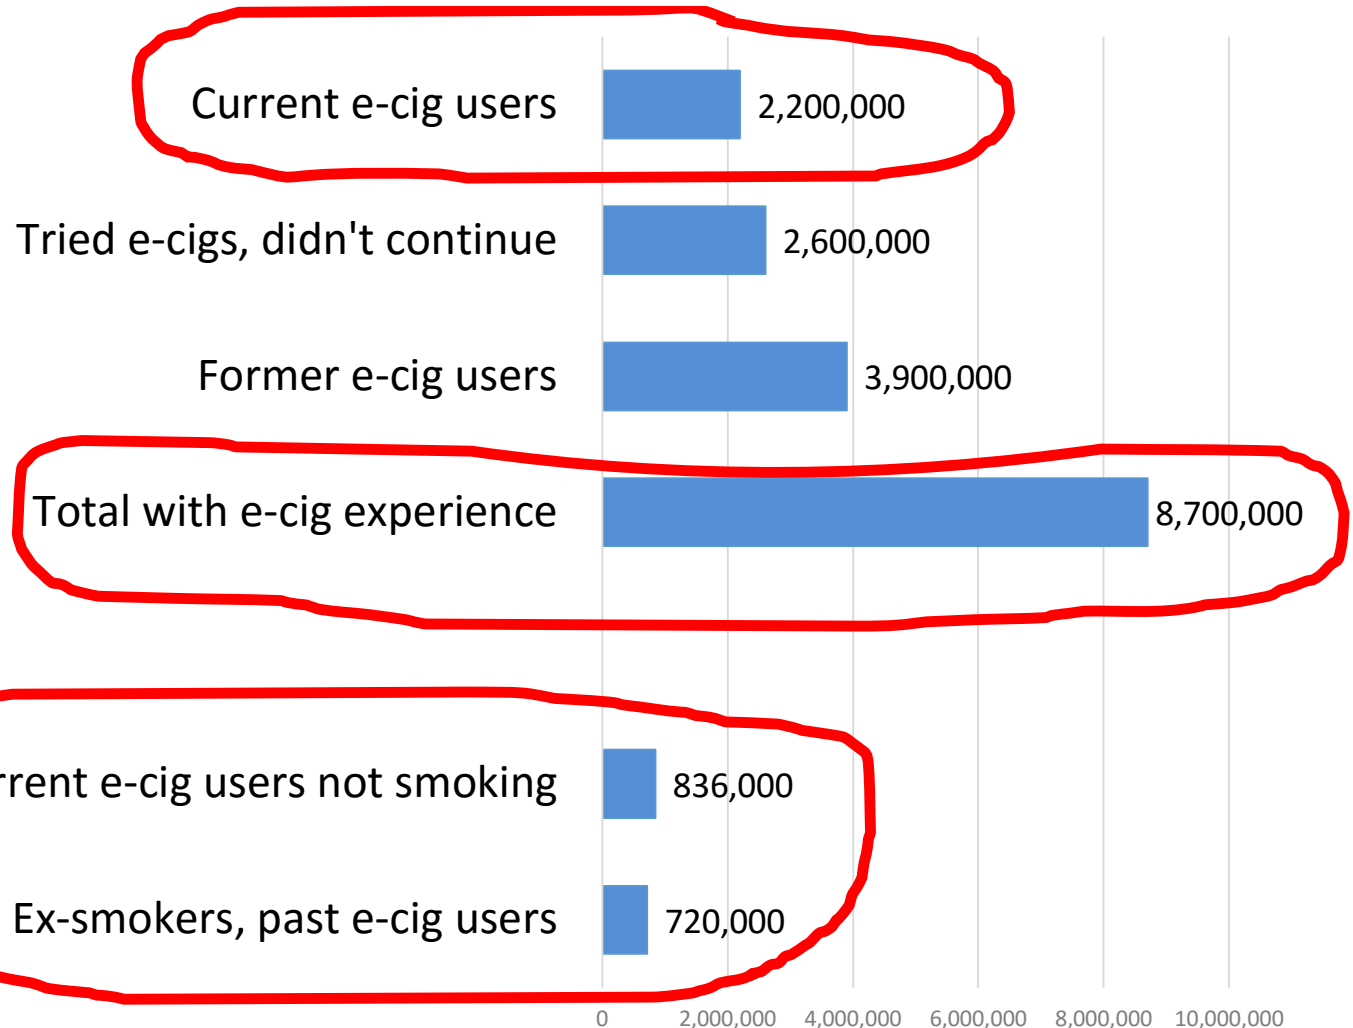 Current e-cig users 2,200,000
Tried e-cigs, didn't continue 2,600,000
Former e-cig users 3,900,000
Total with e-cig experience 8,700,000
rrent e-cig users not smoking 836,000
Ex-smokers, past e-cig users 720,000
0 2,000,000 4,000,000 6,000,000 8,000,000 10,000,000